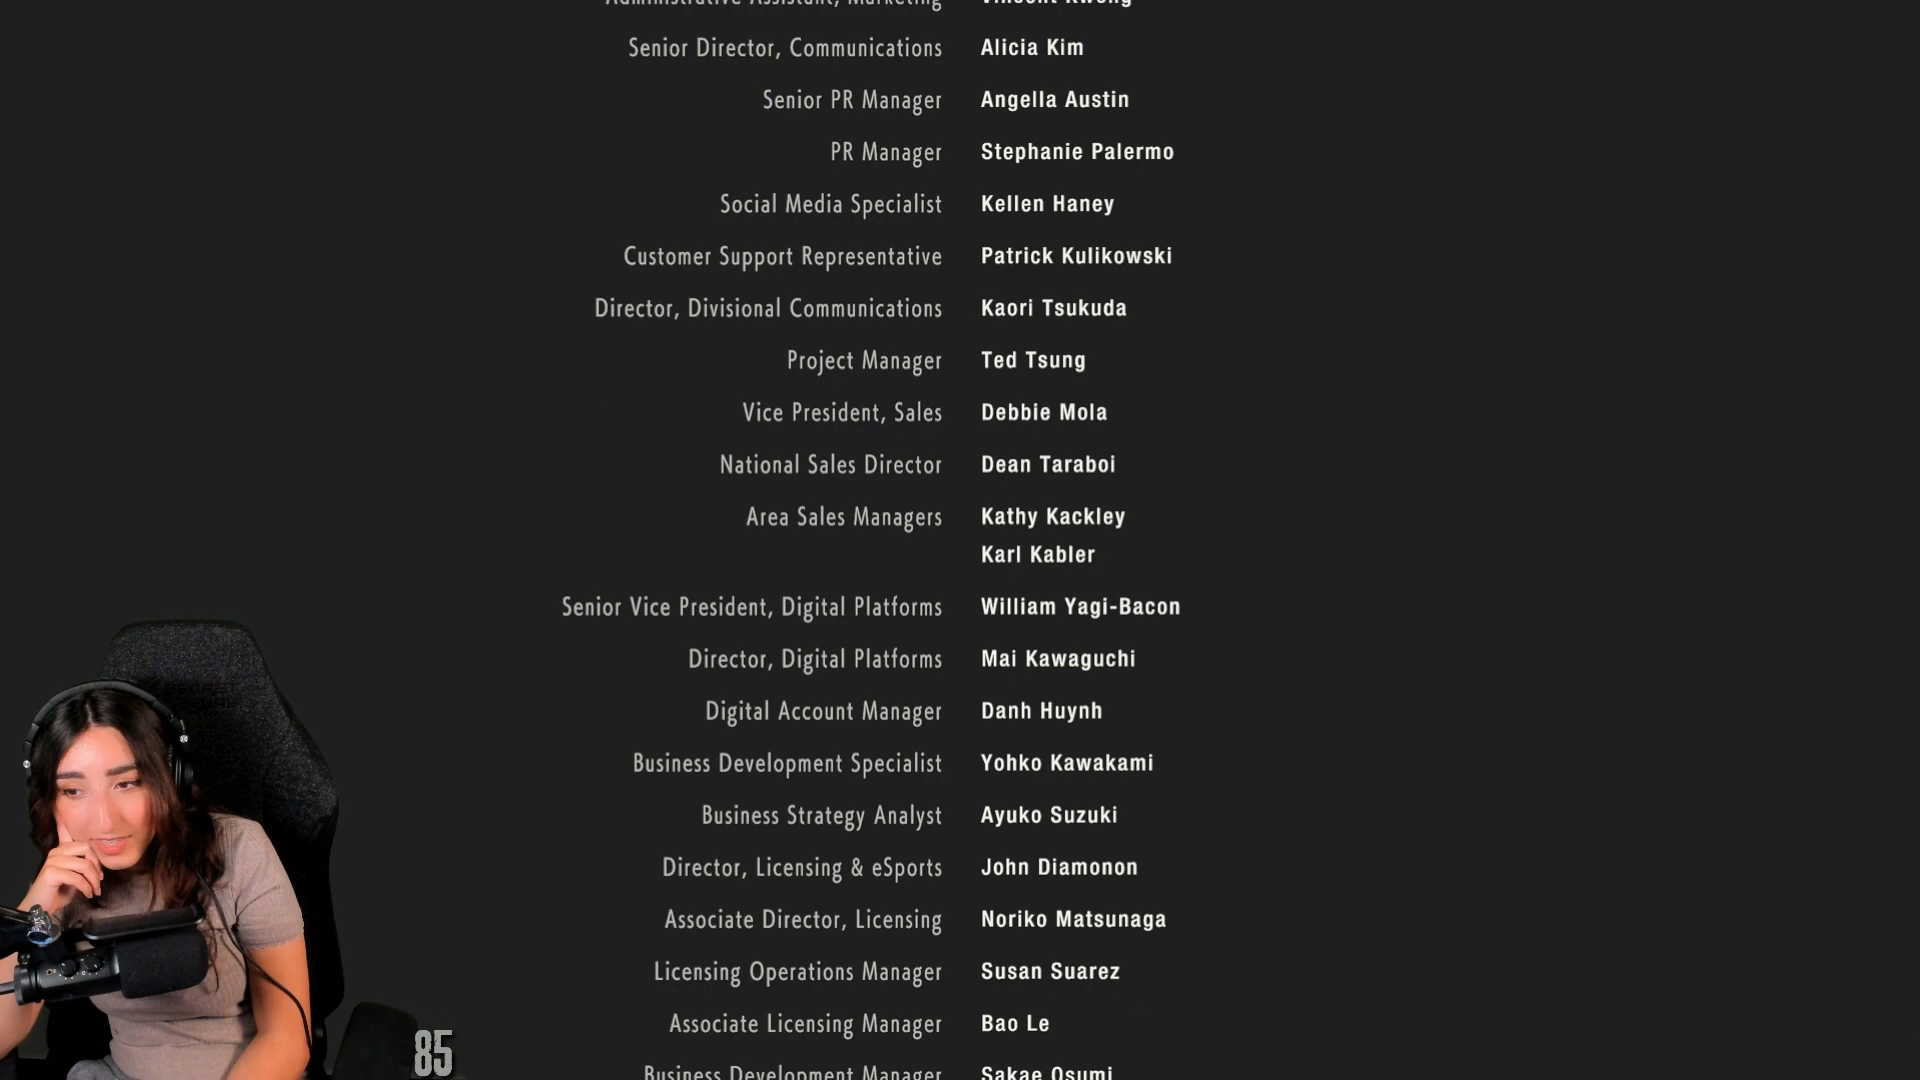 Administrative Assistant, Marketing Vincent Kwong
Senior Director, Communications Alicia Kim
Senior PR Manager Angella Austin
PR Manager Stephanie Palermo
Social Media Specialist Kellen Haney
Customer Support Representative Patrick Kulikowski
Director, Divisional Communications Kaori Tsukuda
Project Manager Ted Tsung
Vice President, Sales Debbie Mola
National Sales Director Dean Taraboi
Area Sales Managers Kathy Kackley
Karl Kabler
Senior Vice President, Digital Platforms William Yagi-Bacon
Director, Digital Platforms Mai Kawaguchi
Digital Account Manager Danh Huynh
Business Development Specialist Yohko Kawakami
Business Strategy Analyst Ayuko Suzuki
Director, Licensing & eSports John Diamonon
Associate Director, Licensing Noriko Matsunaga
Licensing Operations Manager Susan Suarez
Associate Licensing Manager Bao Le
Business Development Manager Sakae Osumi
85